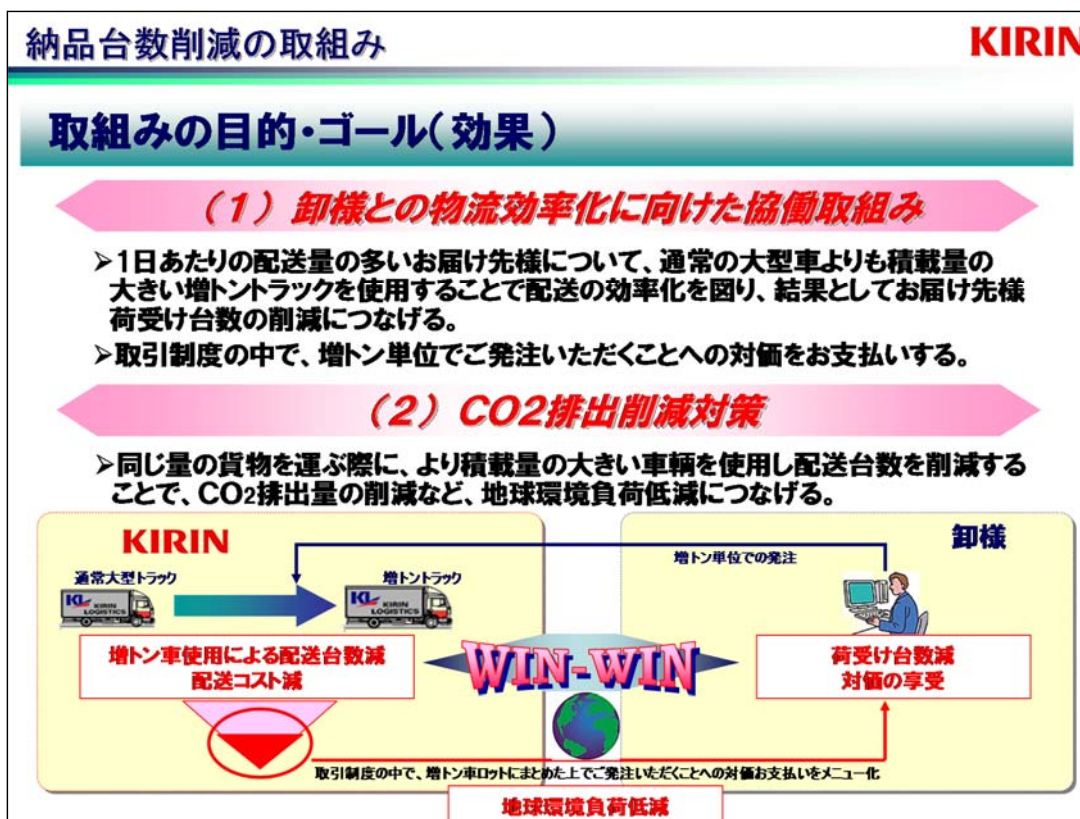 納品台数削減の取組み
KIRIN
取組みの目的・ゴール(効果)
(1)卸様との物流効率化に向けた協働取組み
➢1日あたりの配送量の多いお届け先様について、通常の大型車よりも積載量の
大きい増トントラックを使用することで配送の効率化を図り、結果としてお届け先様
荷受け台数の削減につなげる。
➢取引制度の中で、増トン単位でご発注いただくことへの対価をお支払いする。
(2)CO2排出削減対策
➢同じ量の貨物を運ぶ際に、より積載量の大きい車輌を使用し配送台数を削減する
ことで、CO2排出量の削減など、地球環境負荷低減につなげる。
KIRIN
卸様
増トン単位での発注
通常大型トラック
増トントラック
KL KIRIN
LOGISTICS
KL KIRIN
LOGISTICS
増トン車使用による配送台数減
配送コスト減
WIN-WIN
荷受け台数減
対価の享受
取引制度の中で、増トン車ロットにまとめた上でご発注いただくことへの対価お支払いをメニュー化
地球環境負荷低減